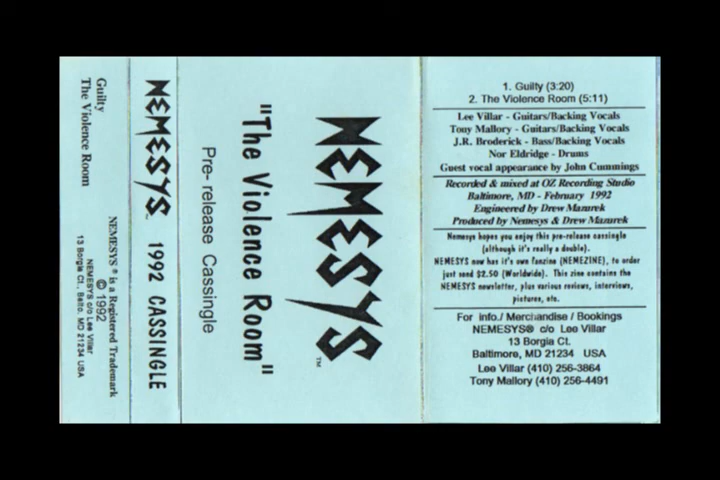 Guilty
The Violence Room
NEMESYS ® is a Registered Trademark
© 1992
NEMESYS c/o Lee Villar
13 Borgia Ct., Balto. MD 21234 USA
NEMESYS™ 1992 CASSINGLE
NEMESYS™
"The Violence Room"
Pre-release Cassingle
1. Guilty (3:20)
2. The Violence Room (5:11)
Lee Villar - Guitars/Backing Vocals
Tony Mallory - Guitars/Backing Vocals
J.R. Broderick - Bass/Backing Vocals
Nor Eldridge - Drums
Guest vocal appearance by John Cummings
Recorded & mixed at OZ Recording Studio
Baltimore, MD - February 1992
Engineered by Drew Mazurek
Produced by Nemesys & Drew Mazurek
Nemesys hopes you enjoy this pre-release cassingle
(although it's really a double).
NEMESYS now has it's own fanzine (NEMEZINE), to order
just send $2.50 (Worldwide). This zine contains the
NEMESYS newsletter, plus various reviews, interviews,
pictures, etc.
For Info./ Merchandise / Bookings
NEMESYS® c/o Lee Villar
13 Borgia Ct.
Baltimore, MD 21234 USA
Lee Villar (410) 256-3864
Tony Mallory (410) 256-4491